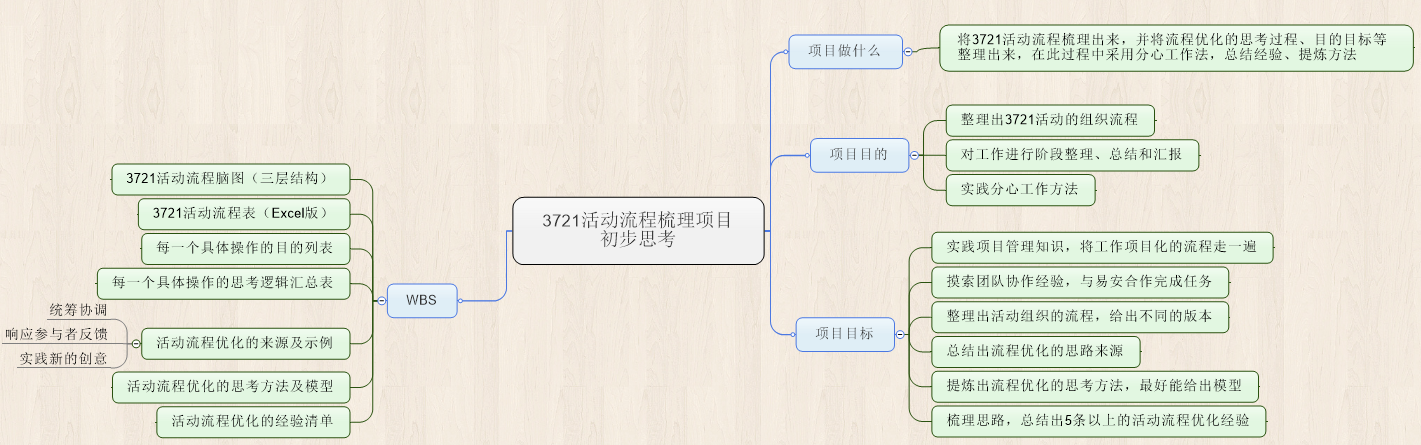 3721活动流程梳理项目
初步思考
项目做什么
将3721活动流程梳理出来，并将流程优化的思考过程、目的目标等
整理出来，在此过程中采用分心工作法，总结经验、提炼方法
项目目的
整理出3721活动的组织流程
对工作进行阶段整理、总结和汇报
实践分心工作方法
项目目标
实践项目管理知识，将工作项目化的流程走一遍
摸索团队协作经验，与易安合作完成任务
整理出活动组织的流程，给出不同的版本
总结出流程优化的思路来源
提炼出流程优化的思考方法，最好能给出模型
梳理思路，总结出5条以上的活动流程优化经验
WBS
3721活动流程脑图（三层结构）
3721活动流程表（Excel版）
每一个具体操作的目的列表
每一个具体操作的思考逻辑汇总表
活动流程优化的来源及示例
统筹协调
响应参与者反馈
实践新的创意
活动流程优化的思考方法及模型
活动流程优化的经验清单